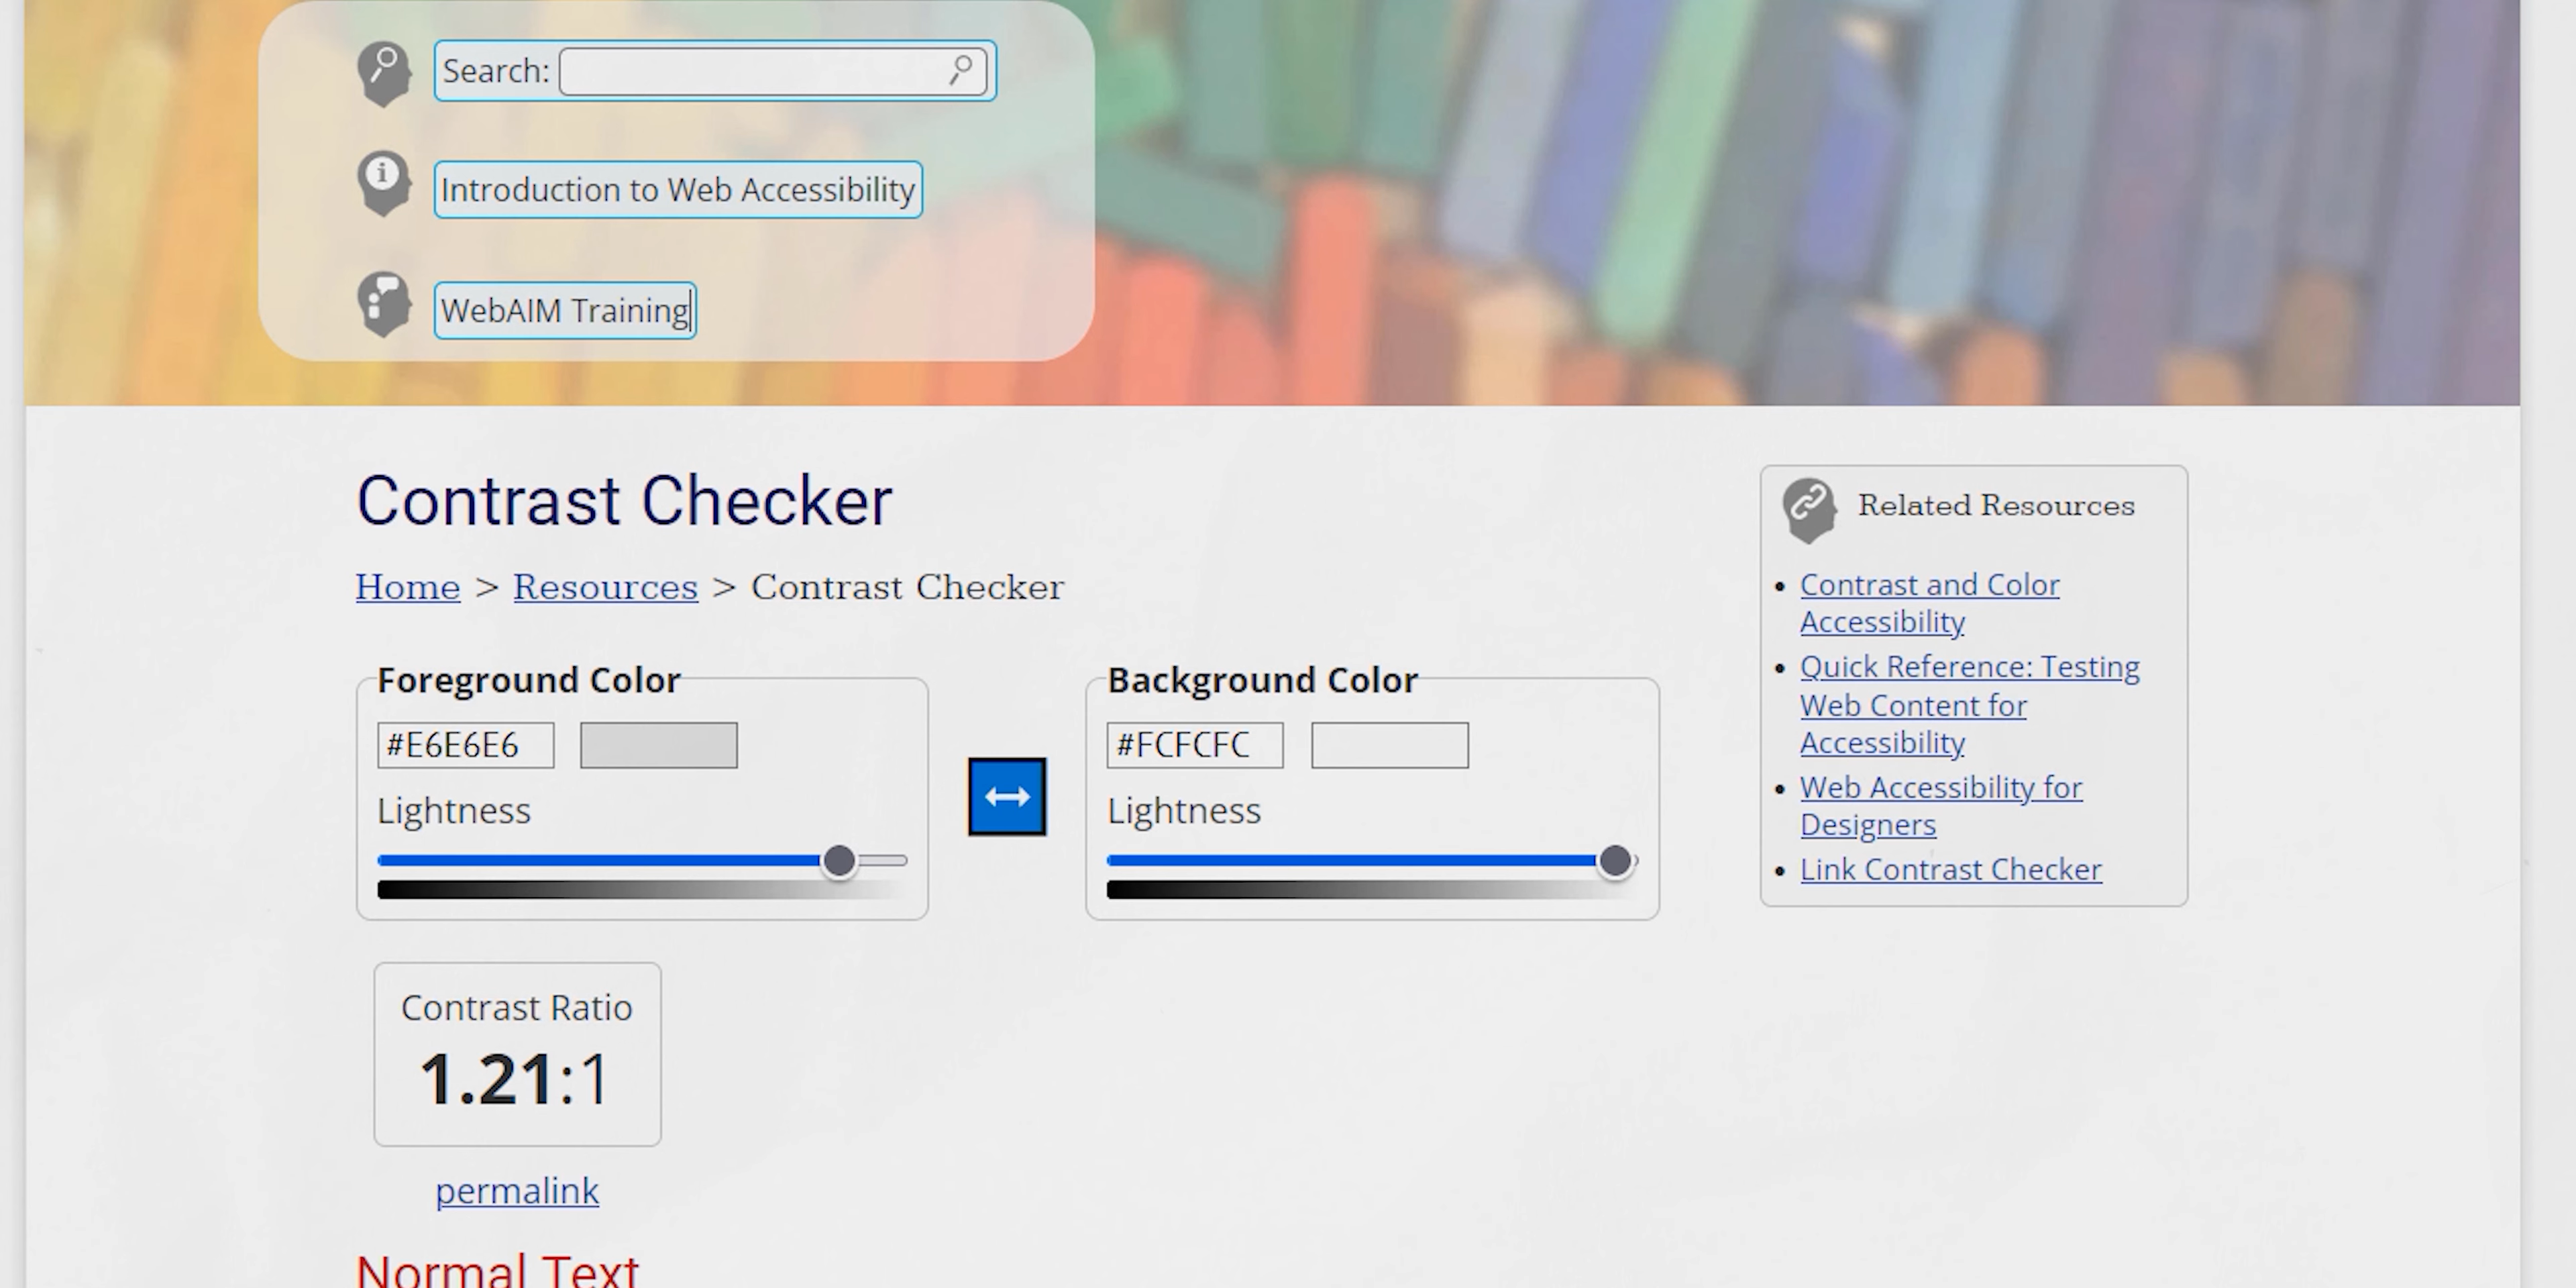 Search:
Introduction to Web Accessibility
WebAIM Training
Contrast Checker
Home > Resources > Contrast Checker
Foreground Color
#E6E6E6
Lightness
Background Color
#FCFCFC
Lightness
Contrast Ratio
1.21:1
permalink
Normal Text
Related Resources
Contrast and Color
Accessibility
Quick Reference: Testing
Web Content for
Accessibility
Web Accessibility for
Designers
Link Contrast Checker